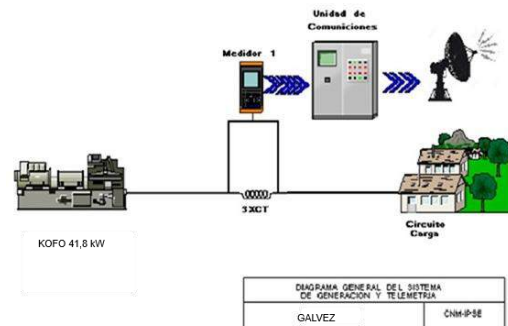 Unidad de
Comuniciones
Medidor 1
3XCT
Circuito
Carga
KOFO 41,8 kW
DIAGRAMA GENERAL DEL SISTEMA
DE GENERACION Y TELEMETRIA
GALVEZ
CNM-IPSE